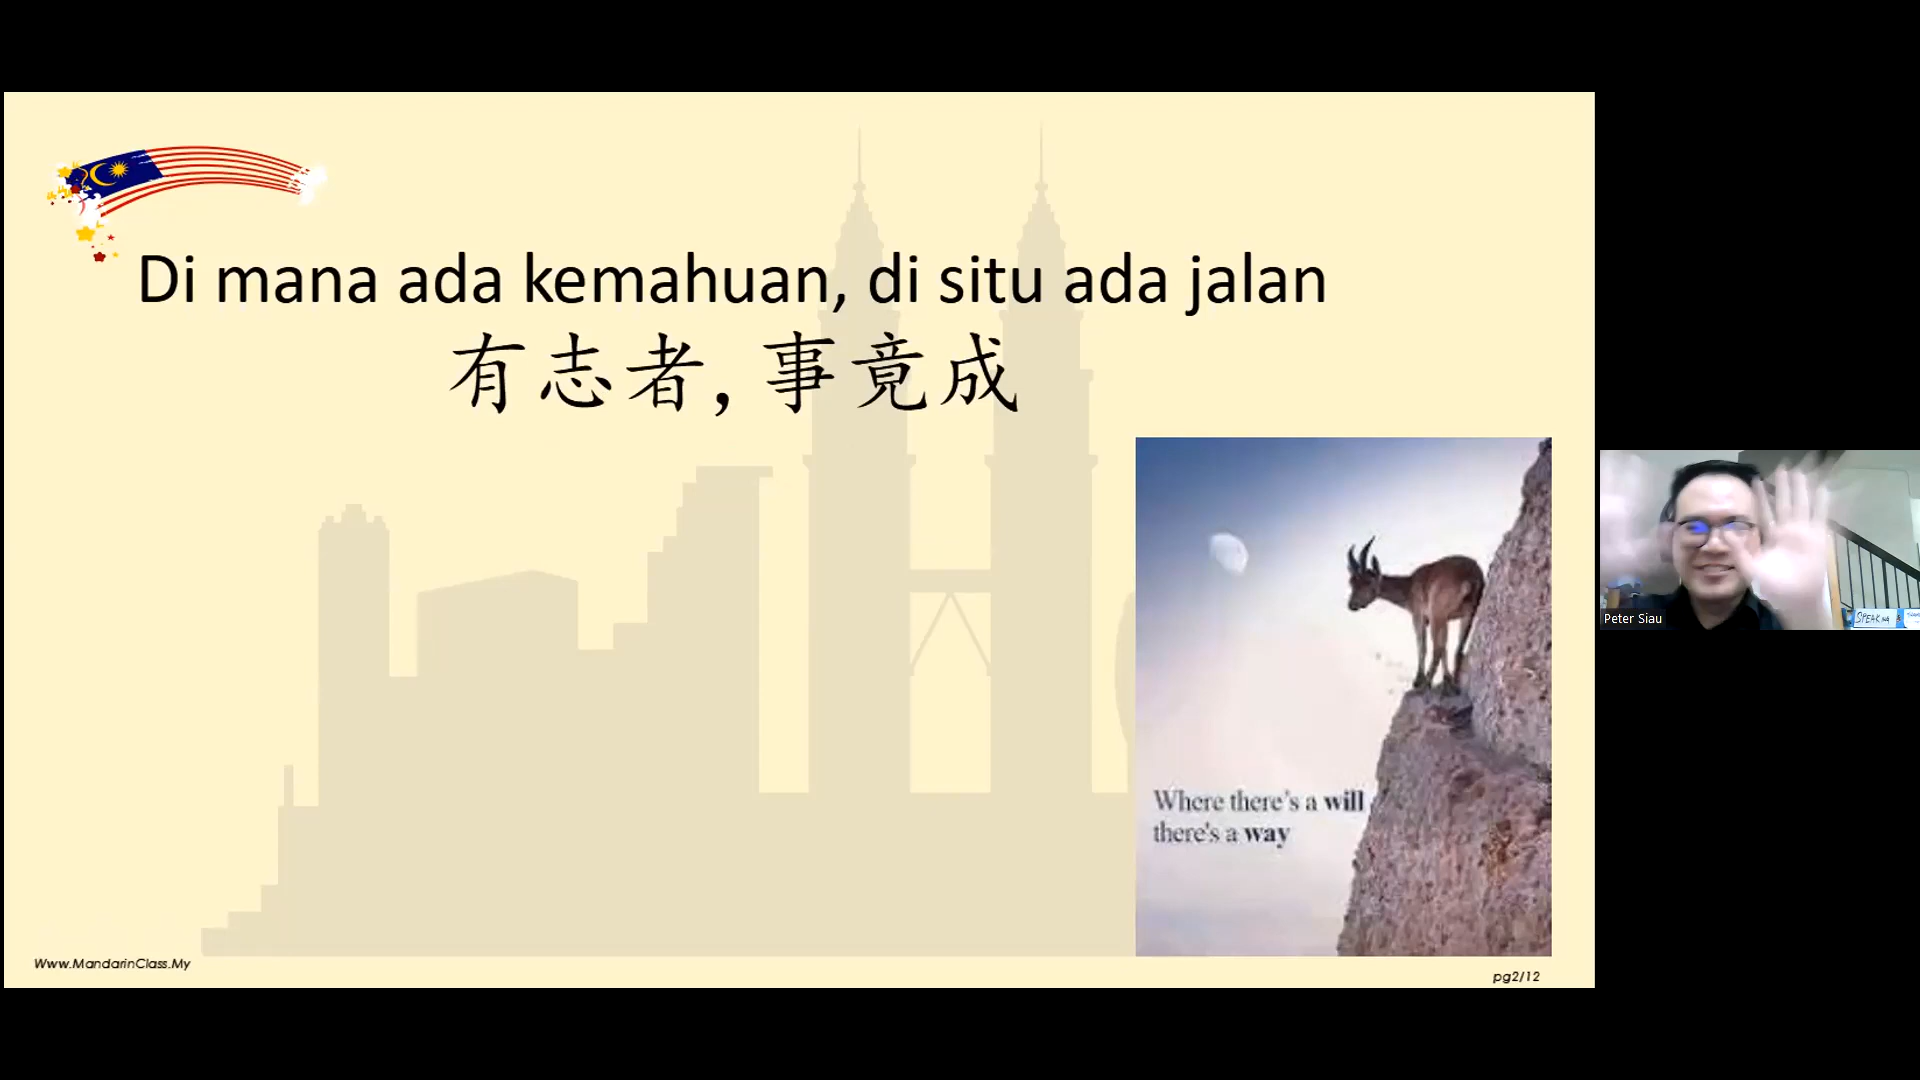 Di mana ada kemahuan, di situ ada jalan
有志者, 事竟成
Where there's a will
there's a way
Www.MandarinClass.My
pg2/12
Peter Siau